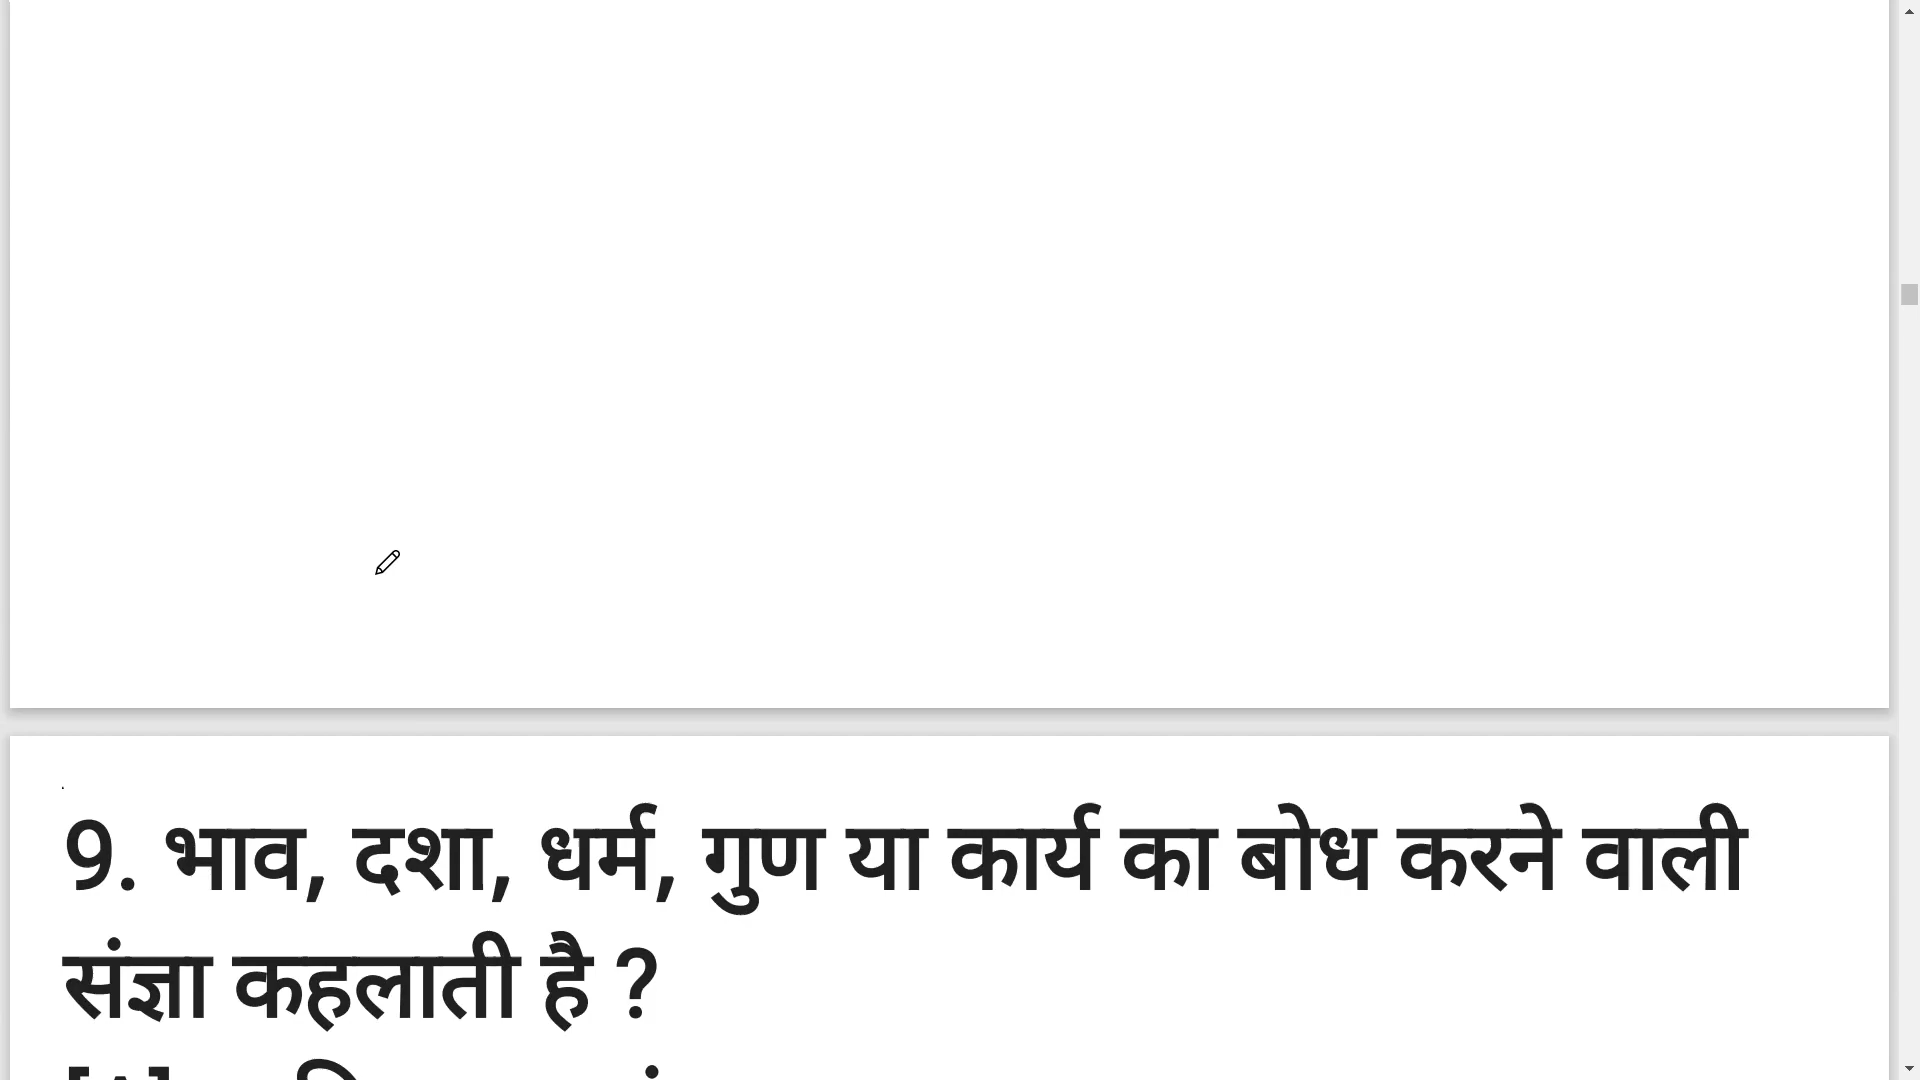 9. भाव, दशा, धर्म, गुण या कार्य का बोध करने वाली
संज्ञा कहलाती है ?